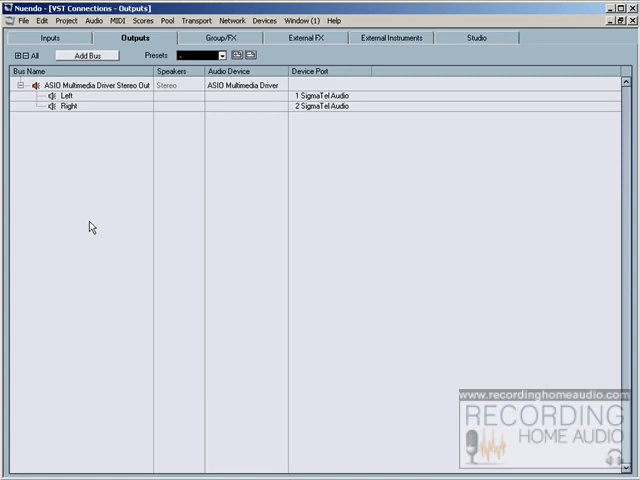 Nuendo - [VST Connections - Outputs]
File Edit Project Audio MIDI Scores Pool Transport Network Devices Window (1) Help
Inputs Outputs Group/FX External FX External Instruments Studio
All Add Bus Presets -
Bus Name Speakers Audio Device Device Port
ASIO Multimedia Driver Stereo Out Stereo ASIO Multimedia Driver
Left 1 SigmaTel Audio
Right 2 SigmaTel Audio
www.recordinghomeaudio.com
RECORDING
HOME AUDIO